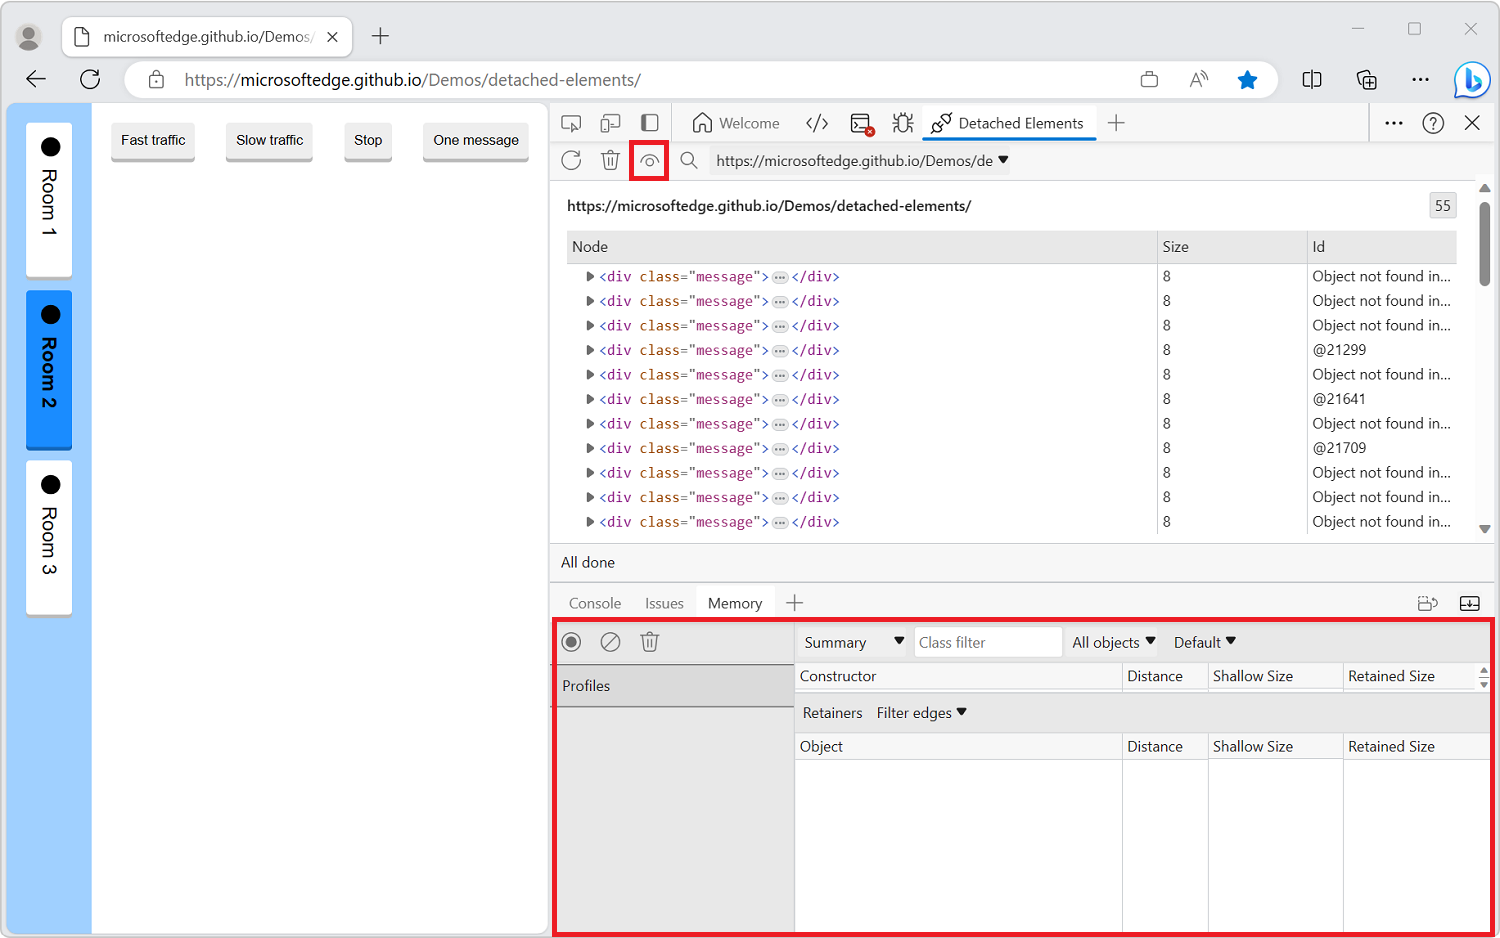 microsoftedge.github.io/Demos/
https://microsoftedge.github.io/Demos/detached-elements/
Room 1
Room 2
Room 3
Fast traffic Slow traffic Stop One message
Welcome Detached Elements
https://microsoftedge.github.io/Demos/de
https://microsoftedge.github.io/Demos/detached-elements/ 55
Node Size Id
<div class="message"> ... </div> 8 Object not found in...
<div class="message"> ... </div> 8 Object not found in...
<div class="message"> ... </div> 8 Object not found in...
<div class="message"> ... </div> 8 @21299
<div class="message"> ... </div> 8 Object not found in...
<div class="message"> ... </div> 8 @21641
<div class="message"> ... </div> 8 Object not found in...
<div class="message"> ... </div> 8 @21709
<div class="message"> ... </div> 8 Object not found in...
<div class="message"> ... </div> 8 Object not found in...
<div class="message"> ... </div> 8 Object not found in...
All done
Console Issues Memory
Summary Class filter All objects Default
Profiles
Constructor Distance Shallow Size Retained Size
Retainers Filter edges
Object Distance Shallow Size Retained Size